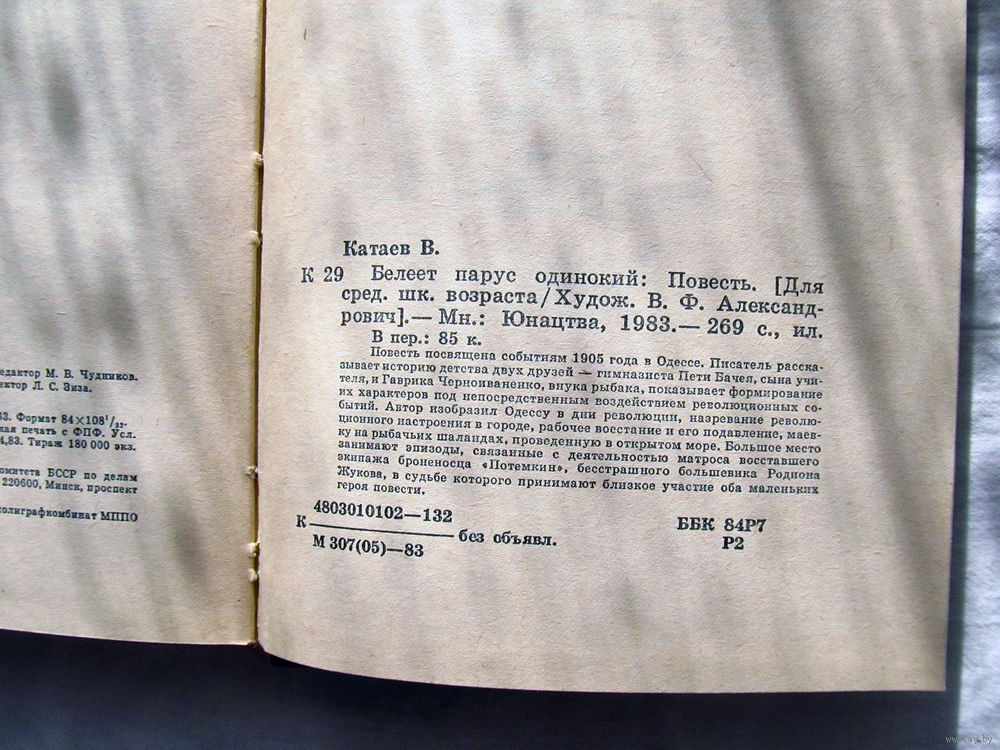 едактор М. В. Чудников.
ектор Л. С. Зиза.
83. Формат 84×108¹/₃₂.
кая печать с ФПФ. Усл.
4,83. Тираж 180 000 экз.
омитета БССР по делам
220600, Минск, проспект
олиграфкомбинат МППО
Катаев В.
К 29 Белеет парус одинокий: Повесть. [Для
сред. шк. возраста/Худож. В. Ф. Александ-
рович].— Мн.: Юнацтва, 1983.— 269 с., ил.
В пер.: 85 к.
Повесть посвящена событиям 1905 года в Одессе. Писатель расска-
зывает историю детства двух друзей — гимназиста Пети Бачея, сына учи-
теля, и Гаврика Черноиваненко, внука рыбака, показывает формирование
их характеров под непосредственным воздействием революционных со-
бытий. Автор изобразил Одессу в дни революции, назревание револю-
ционного настроения в городе, рабочее восстание и его подавление, маев-
ку на рыбачьих шаландах, проведенную в открытом море. Большое место
занимают эпизоды, связанные с деятельностью матроса восставшего
экипажа броненосца «Потемкин», бесстрашного большевика Родиона
Жукова, в судьбе которого принимают близкое участие оба маленьких
героя повести.
4803010102—132
К без объявл.
М 307(05)—83
ББК 84Р7
Р2
www.ay.by